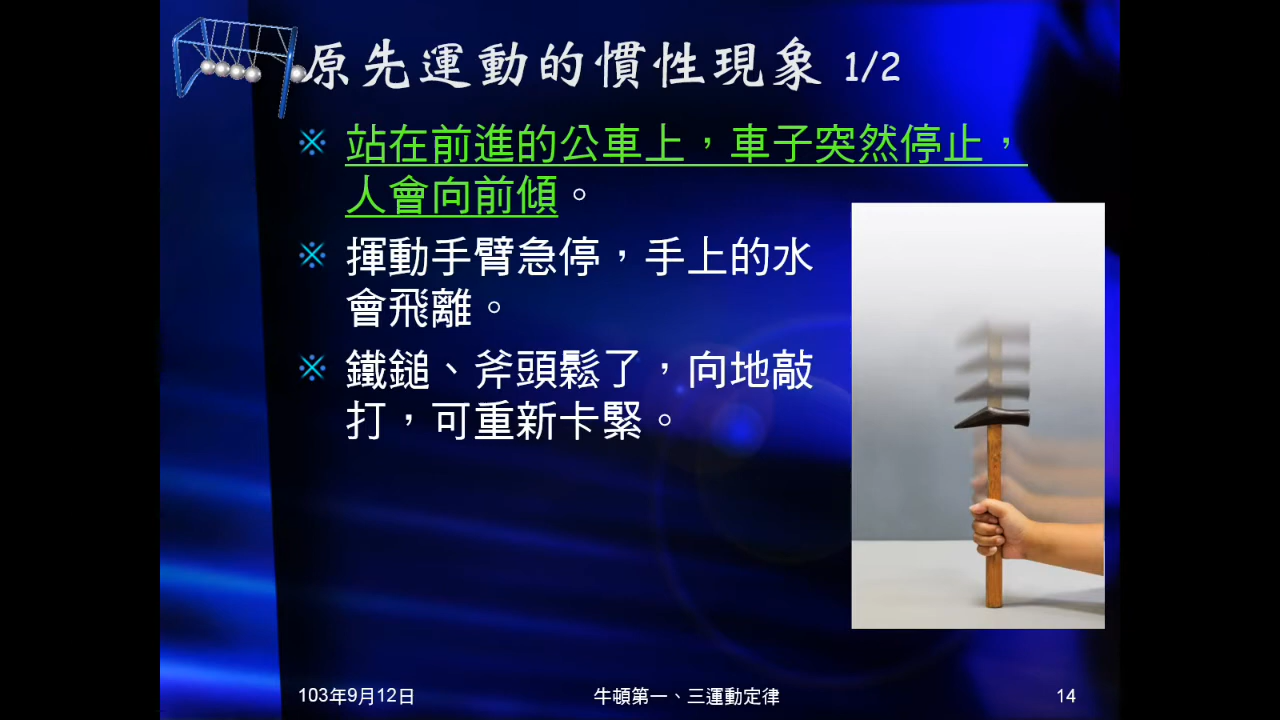 原先運動的慣性現象 1/2
※ 站在前進的公車上，車子突然停止，
人會向前傾。
※ 揮動手臂急停，手上的水
會飛離。
※ 鐵鎚、斧頭鬆了，向地敲
打，可重新卡緊。
103年9月12日
牛頓第一、三運動定律
14